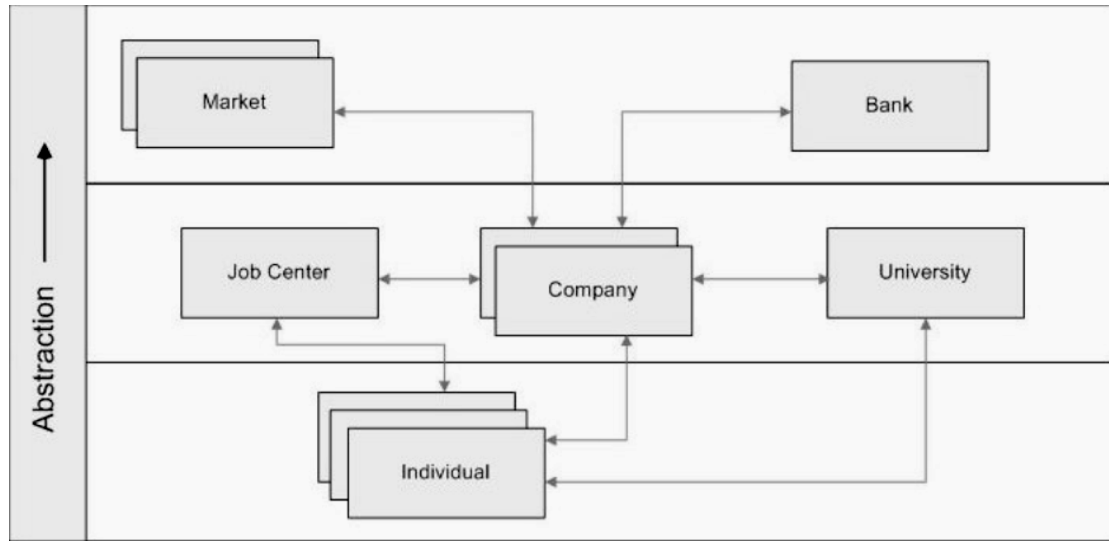 Market
Bank
Job Center
Company
University
Individual
Abstraction